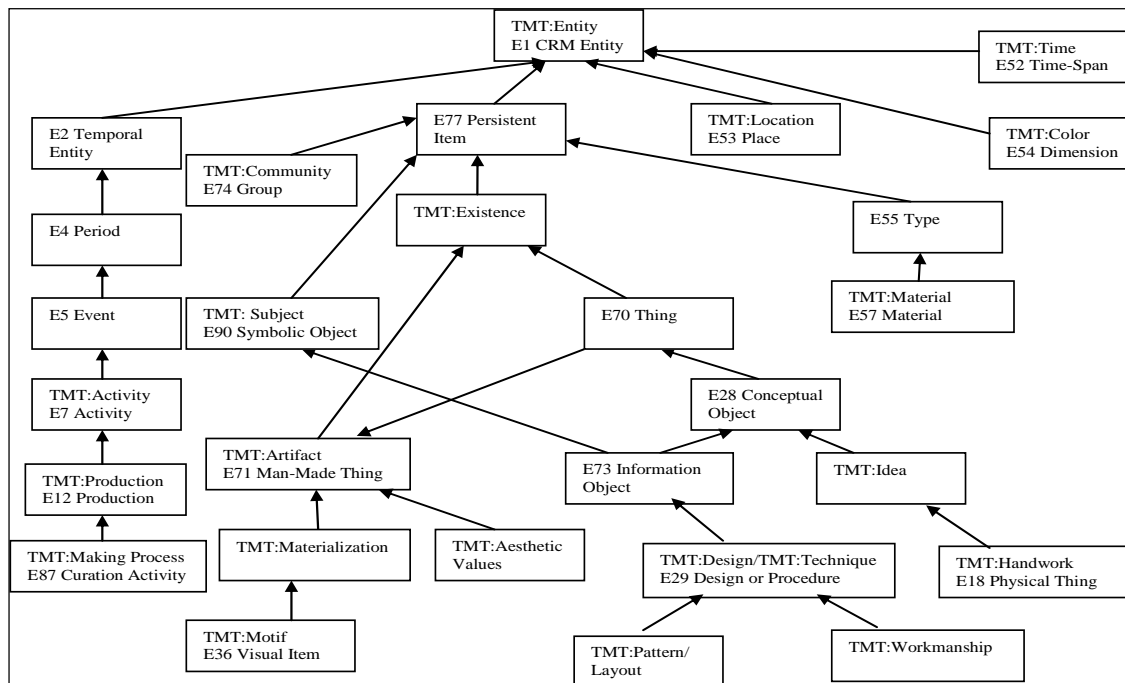 TMT:Entity
E1 CRM Entity
TMT:Time
E52 Time-Span
E2 Temporal
Entity
E77 Persistent
Item
TMT:Location
E53 Place
TMT:Color
E54 Dimension
TMT:Community
E74 Group
TMT:Existence
E4 Period
E55 Type
E5 Event
TMT: Subject
E90 Symbolic Object
E70 Thing
TMT:Material
E57 Material
TMT:Activity
E7 Activity
E28 Conceptual
Object
TMT:Artifact
E71 Man-Made Thing
E73 Information
Object
TMT:Idea
TMT:Production
E12 Production
TMT:Making Process
E87 Curation Activity
TMT:Materialization
TMT:Aesthetic
Values
TMT:Design/TMT:Technique
E29 Design or Procedure
TMT:Handwork
E18 Physical Thing
TMT:Motif
E36 Visual Item
TMT:Pattern/
Layout
TMT:Workmanship